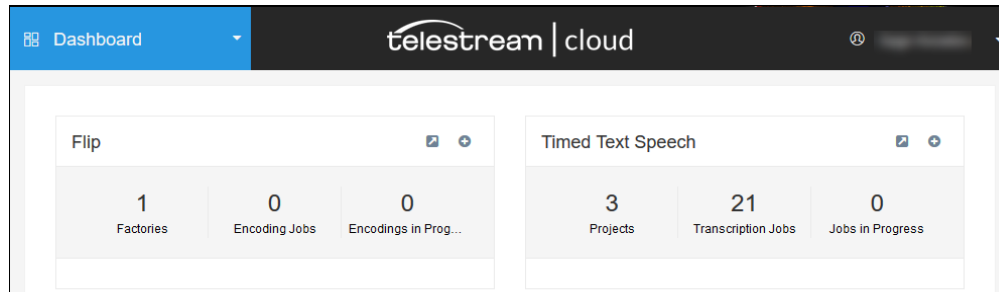 Dashboard
telestream | cloud
Flip
Timed Text Speech
1
0
0
Factories
Encoding Jobs
Encodings in Prog...
3
21
0
Projects
Transcription Jobs
Jobs in Progress